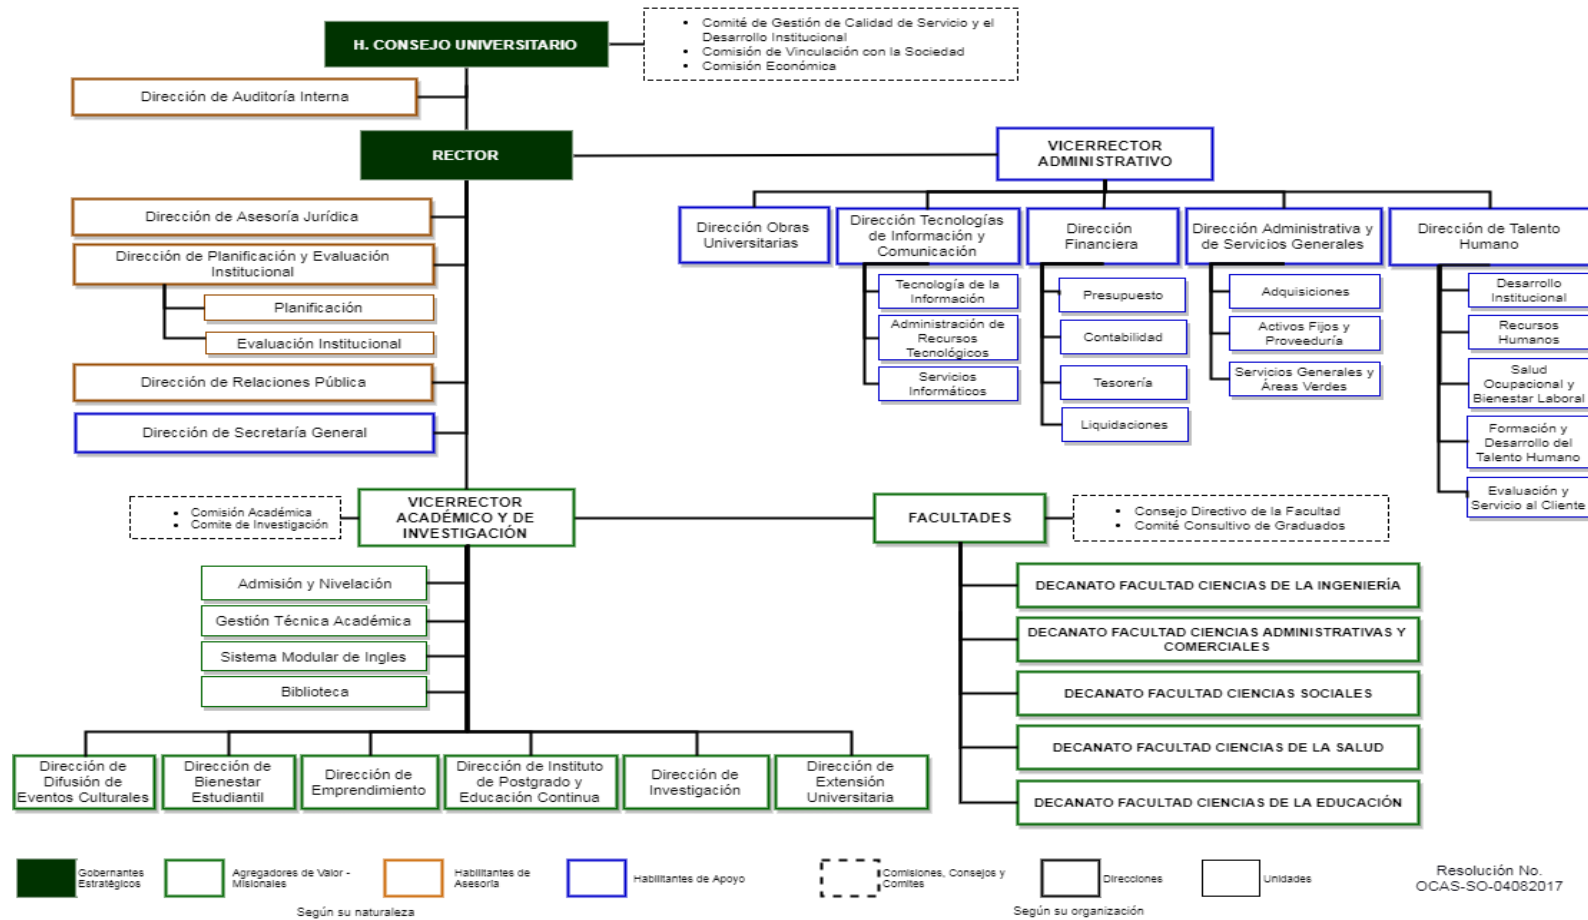 H. CONSEJO UNIVERSITARIO
Comité de Gestión de Calidad de Servicio y el
Desarrollo Institucional
Comisión de Vinculación con la Sociedad
Comisión Económica
Dirección de Auditoría Interna
RECTOR
VICERRECTOR
ADMINISTRATIVO
Dirección de Asesoría Jurídica
Dirección de Planificación y Evaluación
Institucional
Planificación
Evaluación Institucional
Dirección de Relaciones Pública
Dirección de Secretaría General
Dirección Obras
Universitarias
Dirección Tecnologías
de Información y
Comunicación
Tecnología de la
Información
Administración de
Recursos
Tecnológicos
Servicios
Informáticos
Dirección
Financiera
Presupuesto
Contabilidad
Tesorería
Liquidaciones
Dirección Administrativa y
de Servicios Generales
Adquisiciones
Activos Fijos y
Proveeduría
Servicios Generales y
Áreas Verdes
Dirección de Talento
Humano
Desarrollo
Institucional
Recursos
Humanos
Salud
Ocupacional y
Bienestar Laboral
Formación y
Desarrollo del
Talento Humano
Evaluación y
Servicio al Cliente
Comisión Académica
Comite de Investigación
VICERRECTOR
ACADÉMICO Y DE
INVESTIGACIÓN
FACULTADES
Consejo Directivo de la Facultad
Comité Consultivo de Graduados
Admisión y Nivelación
Gestión Técnica Académica
Sistema Modular de Ingles
Biblioteca
DECANATO FACULTAD CIENCIAS DE LA INGENIERÍA
DECANATO FACULTAD CIENCIAS ADMINISTRATIVAS Y
COMERCIALES
DECANATO FACULTAD CIENCIAS SOCIALES
DECANATO FACULTAD CIENCIAS DE LA SALUD
DECANATO FACULTAD CIENCIAS DE LA EDUCACIÓN
Dirección de
Difusión de
Eventos Culturales
Dirección de
Bienestar
Estudiantil
Dirección de
Emprendimiento
Dirección de Instituto
de Postgrado y
Educación Continua
Dirección de
Investigación
Dirección de
Extensión
Universitaria
Gobernantes
Estratégicos
Agregadores de Valor -
Misionales
Habilitantes de
Asesoría
Habilitantes de Apoyo
Comisiones, Consejos y
Comites
Direcciones
Unidades
Según su naturaleza
Según su organización
Resolución No.
OCAS-SO-04082017